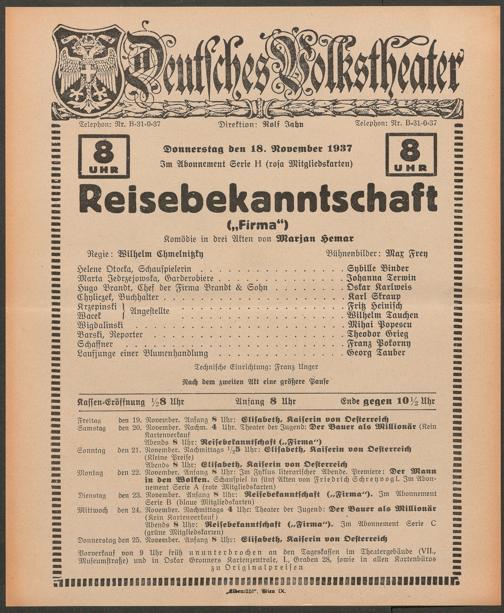 Deutsches Volkstheater
Telephon: Nr. B-31-0-37 Direktion: Rolf Jahn Telephon: Nr. B-31-0-37
8 UHR
Donnerstag den 18. November 1937
Im Abonnement Serie H (rosa Mitgliedskarten)
8 UHR
Reisebekanntschaft
(„Firma“)
Komödie in drei Akten von Marjan Hemar
Regie: Wilhelm Chmelnitzky Bühnenbilder: Max Frey
Helene Otocka, Schauspielerin . . . Sybille Binder
Marta Jedrzejowska, Garderobiere . . . Johanna Terwin
Hugo Brandt, Chef der Firma Brandt & Sohn . . . Oskar Karlweis
Chyliczek, Buchhalter . . . Karl Skraup
Krzepinski } Angestellte . . . Fritz Heinisch
Wacek } Angestellte . . . Wilhelm Tauchen
Wigdalinski . . . Mihai Popescu
Barski, Reporter . . . Theodor Grieg
Schaffner . . . Franz Pokorny
Laufjunge einer Blumenhandlung . . . Georg Tauber
Technische Einrichtung: Franz Unger
Nach dem zweiten Akt eine größere Pause
Kassen-Eröffnung ½8 Uhr Anfang 8 Uhr Ende gegen 10½ Uhr
Freitag den 19. November. Anfang 8 Uhr: Elisabeth, Kaiserin von Oesterreich
Samstag den 20. November. Nachm. 4 Uhr. Theater der Jugend: Der Bauer als Millionär (Kein
Kartenverkauf
Abends 8 Uhr: Reisebekanntschaft („Firma“)
Sonntag den 21. November. Nachmittags ½5 Uhr: Elisabeth, Kaiserin von Oesterreich
(Kleine Preise)
Abends 8 Uhr: Elisabeth, Kaiserin von Oesterreich
Montag den 22. November. Anfang 8 Uhr: Im Zyklus literarischer Abende. Premiere: Der Mann
in den Wolken. Schauspiel in fünf Akten von Friedrich Schreyvogl. Im Abon-
nement Serie A (rote Mitgliedskarten)
Dienstag den 23. November. Anfang 8 Uhr: Reisebekanntschaft („Firma“). Im Abonnement
Serie B (blaue Mitgliedskarten)
Mittwoch den 24. November. Nachmittags 4 Uhr: Theater der Jugend: Der Bauer als Millionär
(Kein Kartenverkauf)
Abends 8 Uhr: Reisebekanntschaft („Firma“). Im Abonnement Serie C
(grüne Mitgliedskarten)
Donnerstag den 25. November. Anfang 8 Uhr: Elisabeth, Kaiserin von Oesterreich
Vorverkauf von 9 Uhr früh ununterbrochen an den Tageskassen im Theatergebäude (VII.,
Museumstraße) und in Oskar Gronners Kartenzentrale, I., Graben 28, sowie in allen Kartenbüros
zu Originalpreisen
„Elbemühl“, Wien IX.